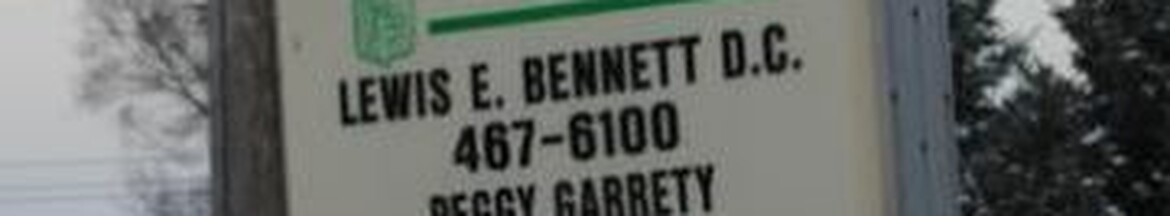 LEWIS E. BENNETT D.C.
467-6100
PEGGY GARRETY